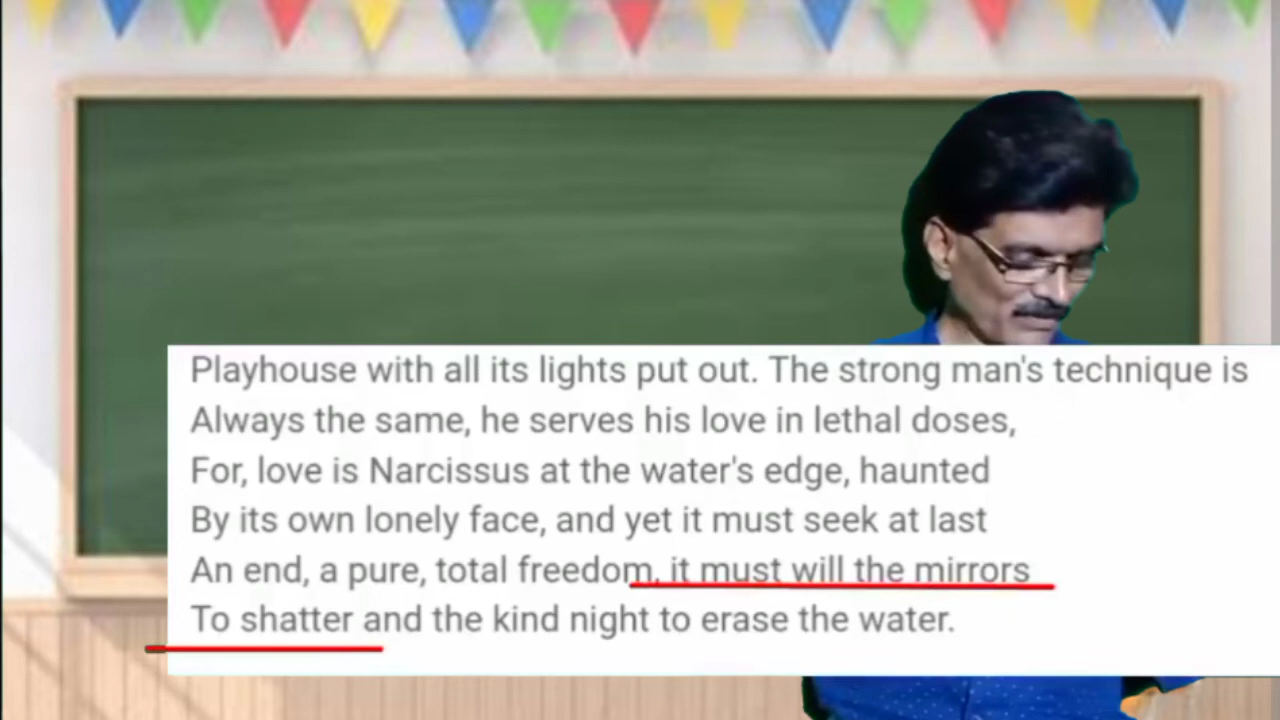 Playhouse with all its lights put out. The strong man's technique is
Always the same, he serves his love in lethal doses,
For, love is Narcissus at the water's edge, haunted
By its own lonely face, and yet it must seek at last
An end, a pure, total freedom, it must will the mirrors
To shatter and the kind night to erase the water.